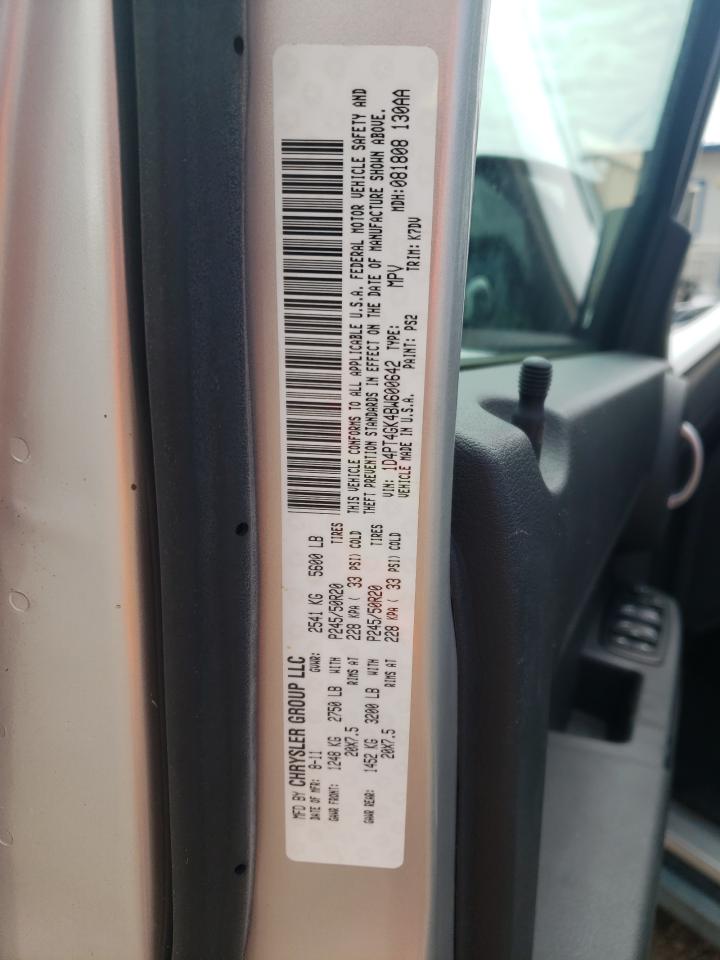 MFD BY CHRYSLER GROUP LLC
DATE OF MFR: 8-11 GVWR: 2541 KG 5600 LB
GAWR FRONT: 1248 KG 2750 LB WITH P245/50R20 TIRES
20X7.5 RIMS AT 228 KPA ( 33 PSI) COLD
GAWR REAR: 1452 KG 3200 LB WITH P245/50R20 TIRES
20X7.5 RIMS AT 228 KPA ( 33 PSI) COLD
THIS VEHICLE CONFORMS TO ALL APPLICABLE U.S.A. FEDERAL MOTOR VEHICLE SAFETY AND
THEFT PREVENTION STANDARDS IN EFFECT ON THE DATE OF MANUFACTURE SHOWN ABOVE.
VIN: 1D4PT4GK4BW600642 TYPE: MPV MDH: 081808 130AA
VEHICLE MADE IN U.S.A. PAINT: PS2 TRIM: K7DV